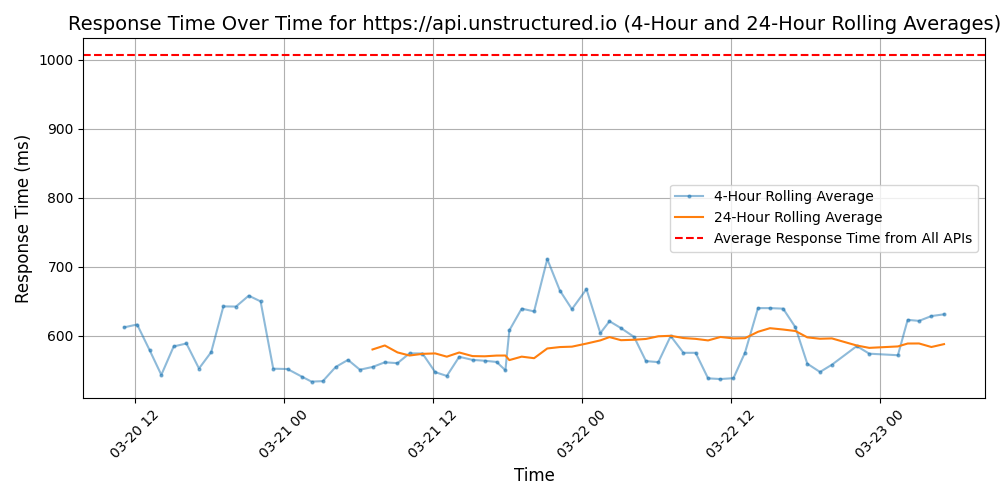 Response Time Over Time for https://api.unstructured.io (4-Hour and 24-Hour Rolling Averages)
Response Time (ms)
1000
900
800
700
600
4-Hour Rolling Average
24-Hour Rolling Average
Average Response Time from All APIs
03-20 12
03-21 00
03-21 12
03-22 00
03-22 12
03-23 00
Time